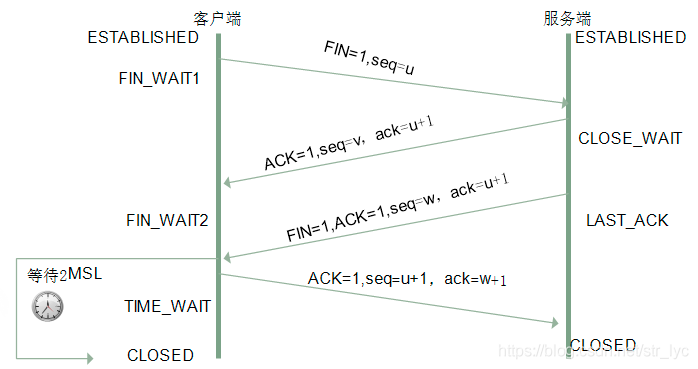 客户端
服务端
ESTABLISHED
ESTABLISHED
FIN=1,seq=u
FIN_WAIT1
ACK=1,seq=v，ack=u+1
CLOSE_WAIT
FIN=1,ACK=1,seq=w，ack=u+1
FIN_WAIT2
LAST_ACK
等待2MSL
ACK=1,seq=u+1，ack=w+1
TIME_WAIT
CLOSED
CLOSED
https://blog.csdn.net/str_lyc